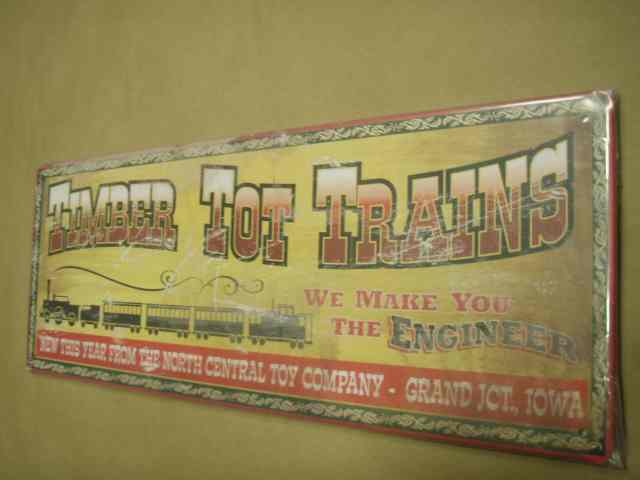 TIMBER TOT TRAINS
WE MAKE YOU
THE ENGINEER
NEW THIS YEAR FROM THE NORTH CENTRAL TOY COMPANY - GRAND JCT., IOWA